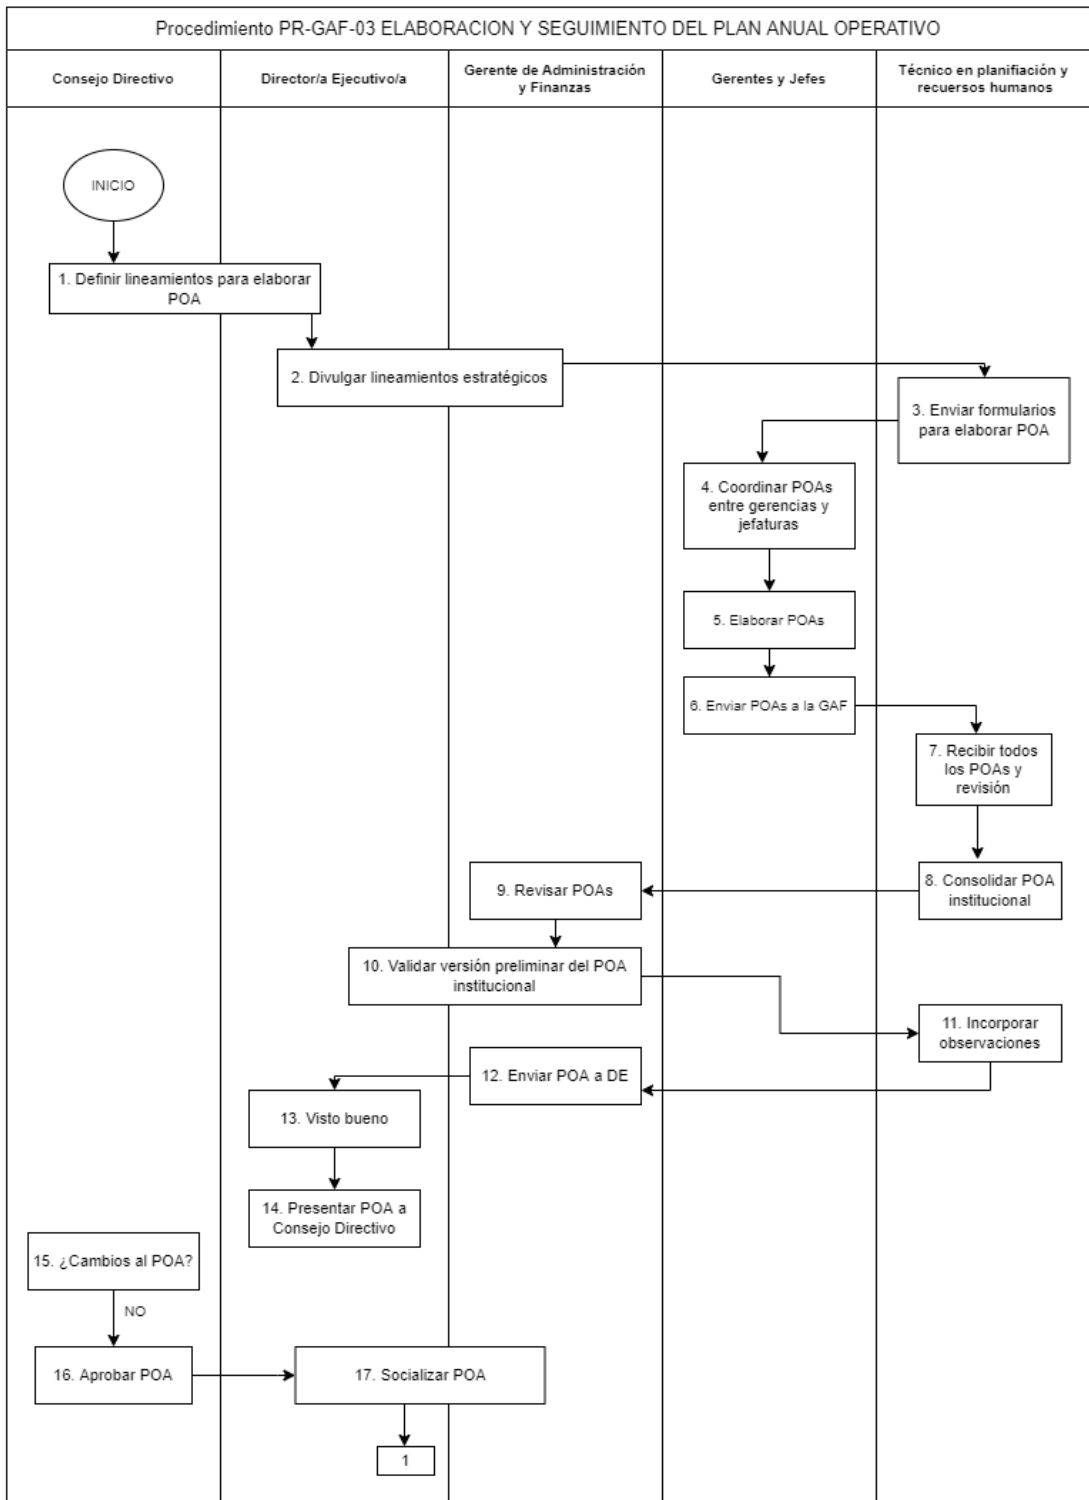 Procedimiento PR-GAF-03 ELABORACION Y SEGUIMIENTO DEL PLAN ANUAL OPERATIVO
Consejo Directivo
Director/a Ejecutivo/a
Gerente de Administración
y Finanzas
Gerentes y Jefes
Técnico en planifiación y
recuersos humanos
INICIO
1. Definir lineamientos para elaborar
POA
2. Divulgar lineamientos estratégicos
3. Enviar formularios
para elaborar POA
4. Coordinar POAs
entre gerencias y
jefaturas
5. Elaborar POAs
6. Enviar POAs a la GAF
7. Recibir todos
los POAs y
revisión
8. Consolidar POA
institucional
9. Revisar POAs
10. Validar versión preliminar del POA
institucional
11. Incorporar
observaciones
12. Enviar POA a DE
13. Visto bueno
14. Presentar POA a
Consejo Directivo
15. ¿Cambios al POA?
NO
16. Aprobar POA
17. Socializar POA
1